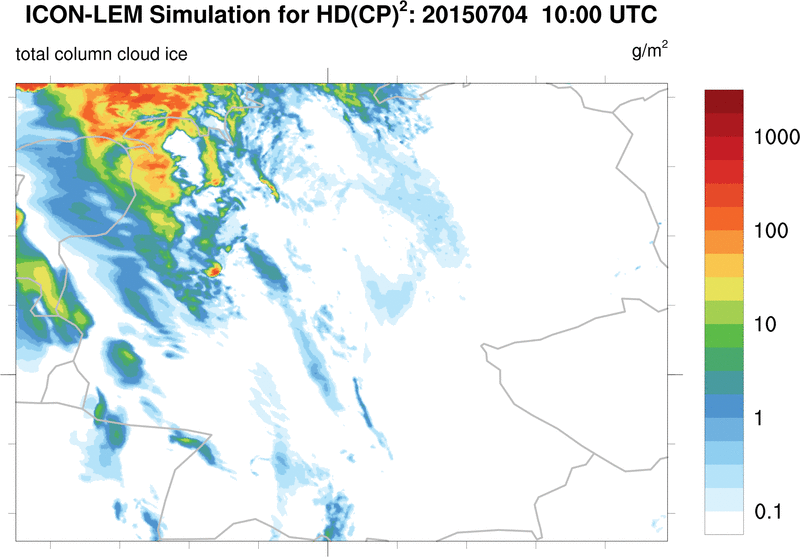 ICON-LEM Simulation for HD(CP)²: 20150704 10:00 UTC
total column cloud ice
g/m²
1000
100
10
1
0.1